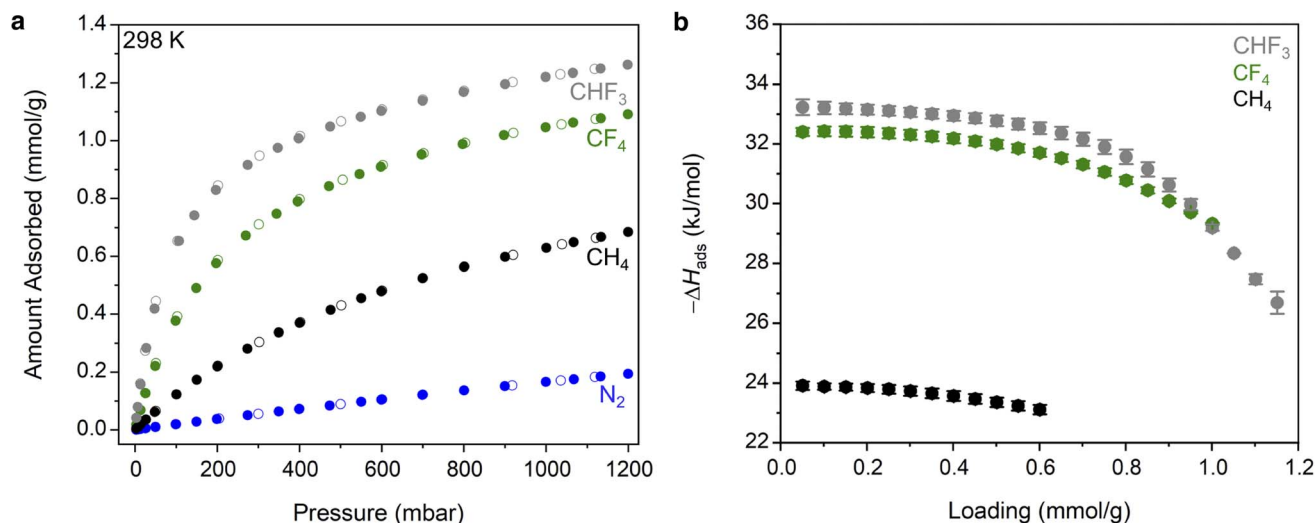 a
298 K
1.4
1.2
1.0
0.8
0.6
0.4
0.2
0.0
Amount Adsorbed (mmol/g)
CHF3
CF4
CH4
N2
0 200 400 600 800 1000 1200
Pressure (mbar)
b
36
34
32
30
28
26
24
22
−ΔHads (kJ/mol)
CHF3
CF4
CH4
0.0 0.2 0.4 0.6 0.8 1.0 1.2
Loading (mmol/g)